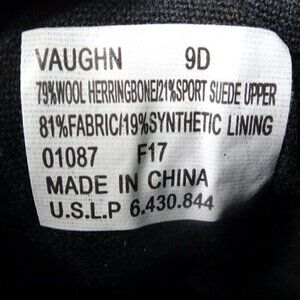 VAUGHN 9D
79%WOOL HERRINGBONE/21%SPORT SUEDE UPPER
81%FABRIC/19%SYNTHETIC LINING
01087 F17
MADE IN CHINA
U.S.L.P 6.430.844